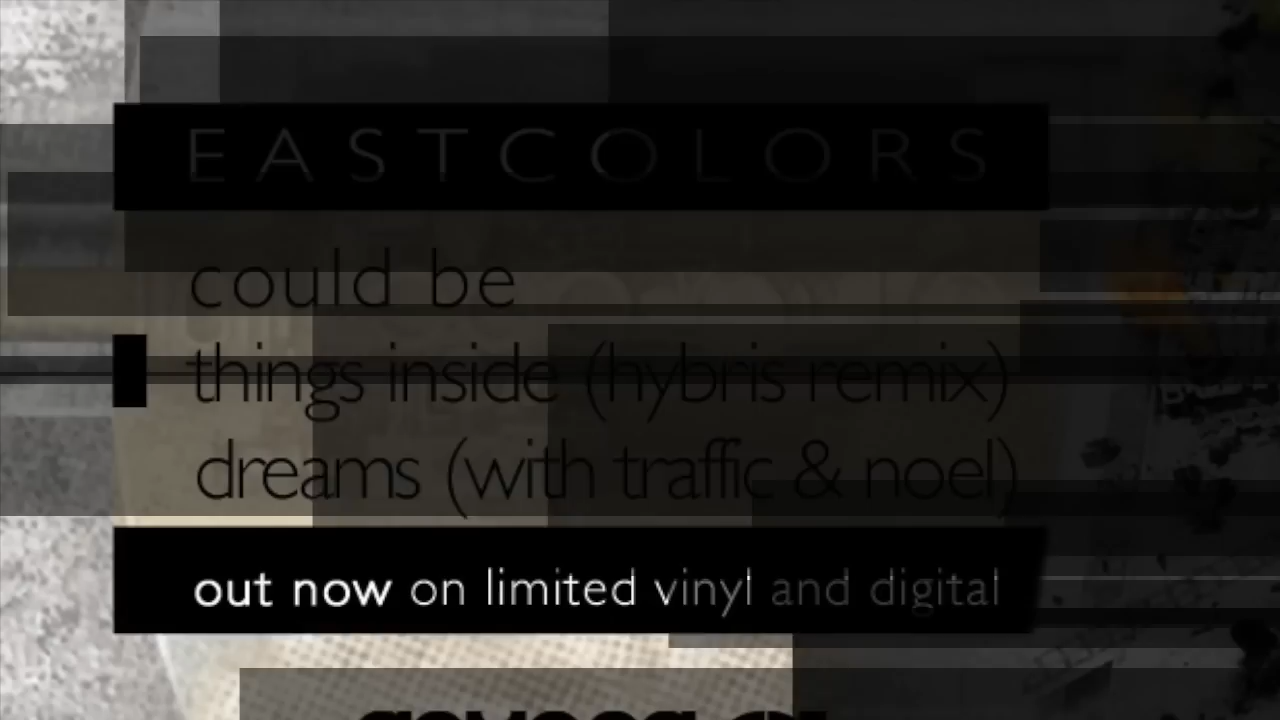 EASTCOLORS
could be
things inside (hybris remix)
dreams (with traffic & noel)
out now on limited vinyl and digital